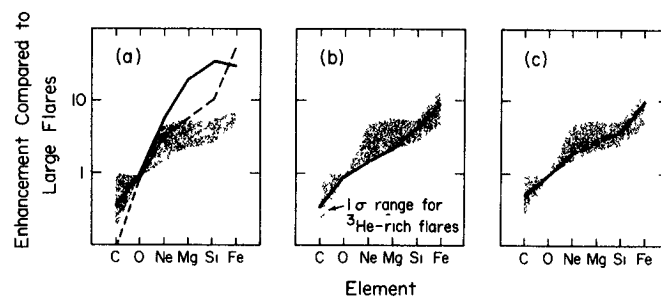 Enhancement Compared to
Large Flares
10
1
(a)
(b)
(c)
1 σ range for
³He-rich flares
C O Ne Mg Si Fe
C O Ne Mg Si Fe
C O Ne Mg Si Fe
Element